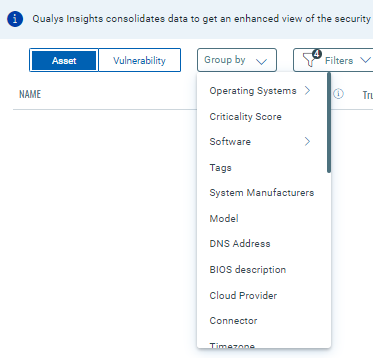 Qualys Insights consolidates data to get an enhanced view of the security
Asset Vulnerability Group by 4 Filters
NAME Tru
Operating Systems
Criticality Score
Software
Tags
System Manufacturers
Model
DNS Address
BIOS description
Cloud Provider
Connector
Timezone